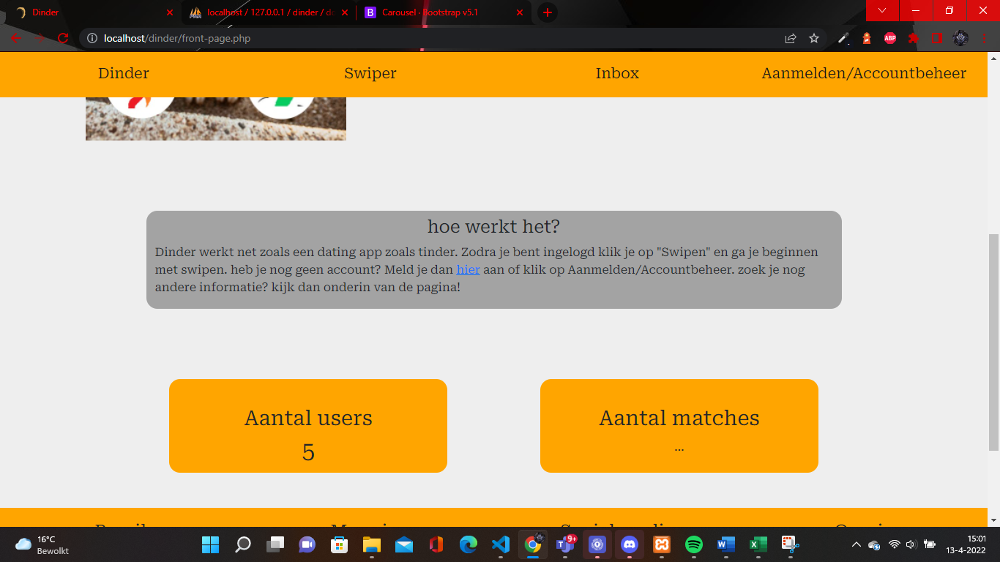 Dinder
localhost / 127.0.0.1 / dinder / de
Carousel · Bootstrap v5.1
localhost/dinder/front-page.php
ABP
Dinder
Swiper
Inbox
Aanmelden/Accountbeheer
hoe werkt het?
Dinder werkt net zoals een dating app zoals tinder. Zodra je bent ingelogd klik je op "Swipen" en ga je beginnen
met swipen. heb je nog geen account? Meld je dan hier aan of klik op Aanmelden/Accountbeheer. zoek je nog
andere informatie? kijk dan onderin van de pagina!
Aantal users
5
Aantal matches
...
16°C
Bewolkt
9+
15:01
13-4-2022